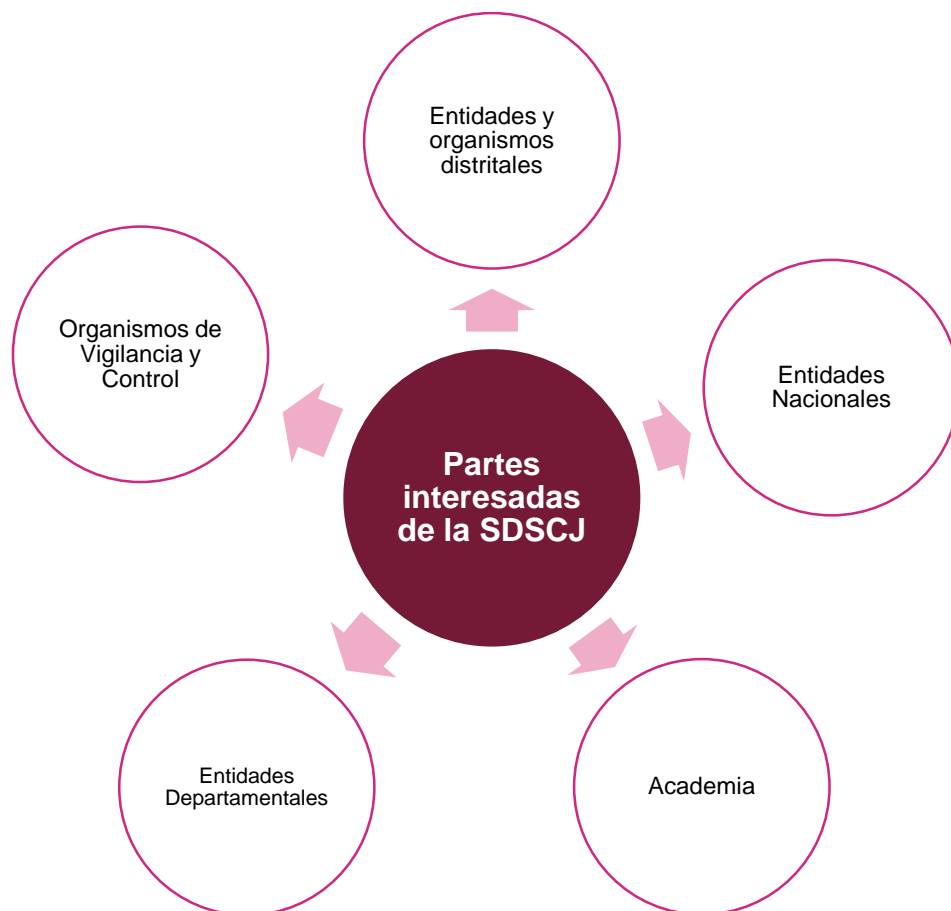 Entidades y
organismos
distritales
Organismos de
Vigilancia y
Control
Entidades
Nacionales
Partes
interesadas
de la SDSCJ
Entidades
Departamentales
Academia